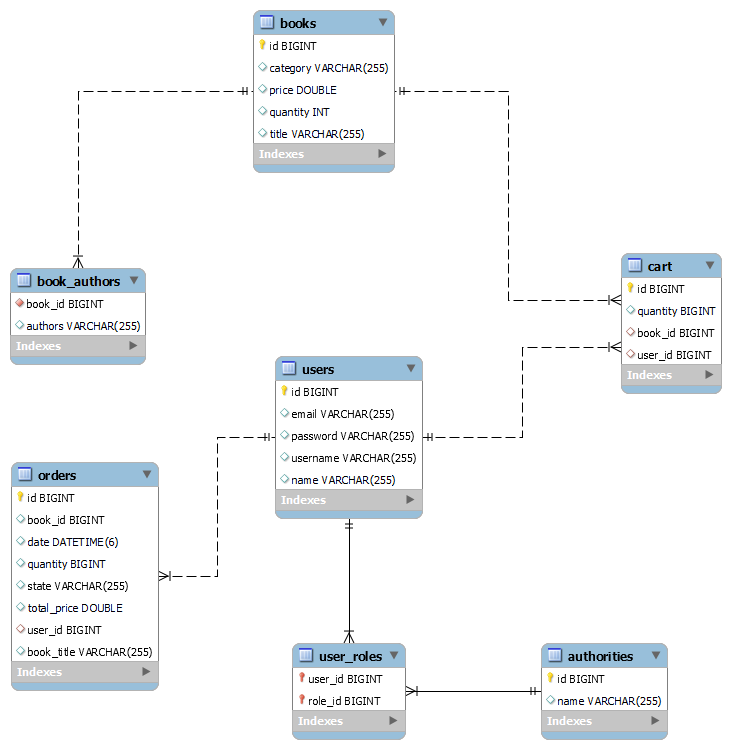 books
id BIGINT
category VARCHAR(255)
price DOUBLE
quantity INT
title VARCHAR(255)
Indexes
book_authors
book_id BIGINT
authors VARCHAR(255)
Indexes
cart
id BIGINT
quantity BIGINT
book_id BIGINT
user_id BIGINT
Indexes
users
id BIGINT
email VARCHAR(255)
password VARCHAR(255)
username VARCHAR(255)
name VARCHAR(255)
Indexes
orders
id BIGINT
book_id BIGINT
date DATETIME(6)
quantity BIGINT
state VARCHAR(255)
total_price DOUBLE
user_id BIGINT
book_title VARCHAR(255)
Indexes
user_roles
user_id BIGINT
role_id BIGINT
Indexes
authorities
id BIGINT
name VARCHAR(255)
Indexes